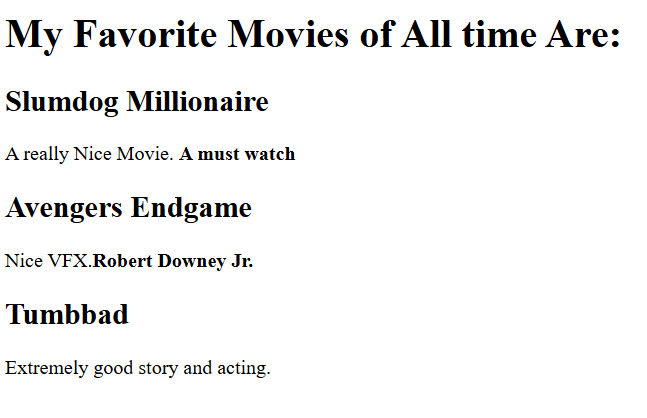 My Favorite Movies of All time Are:
Slumdog Millionaire
A really Nice Movie. A must watch
Avengers Endgame
Nice VFX.Robert Downey Jr.
Tumbbad
Extremely good story and acting.